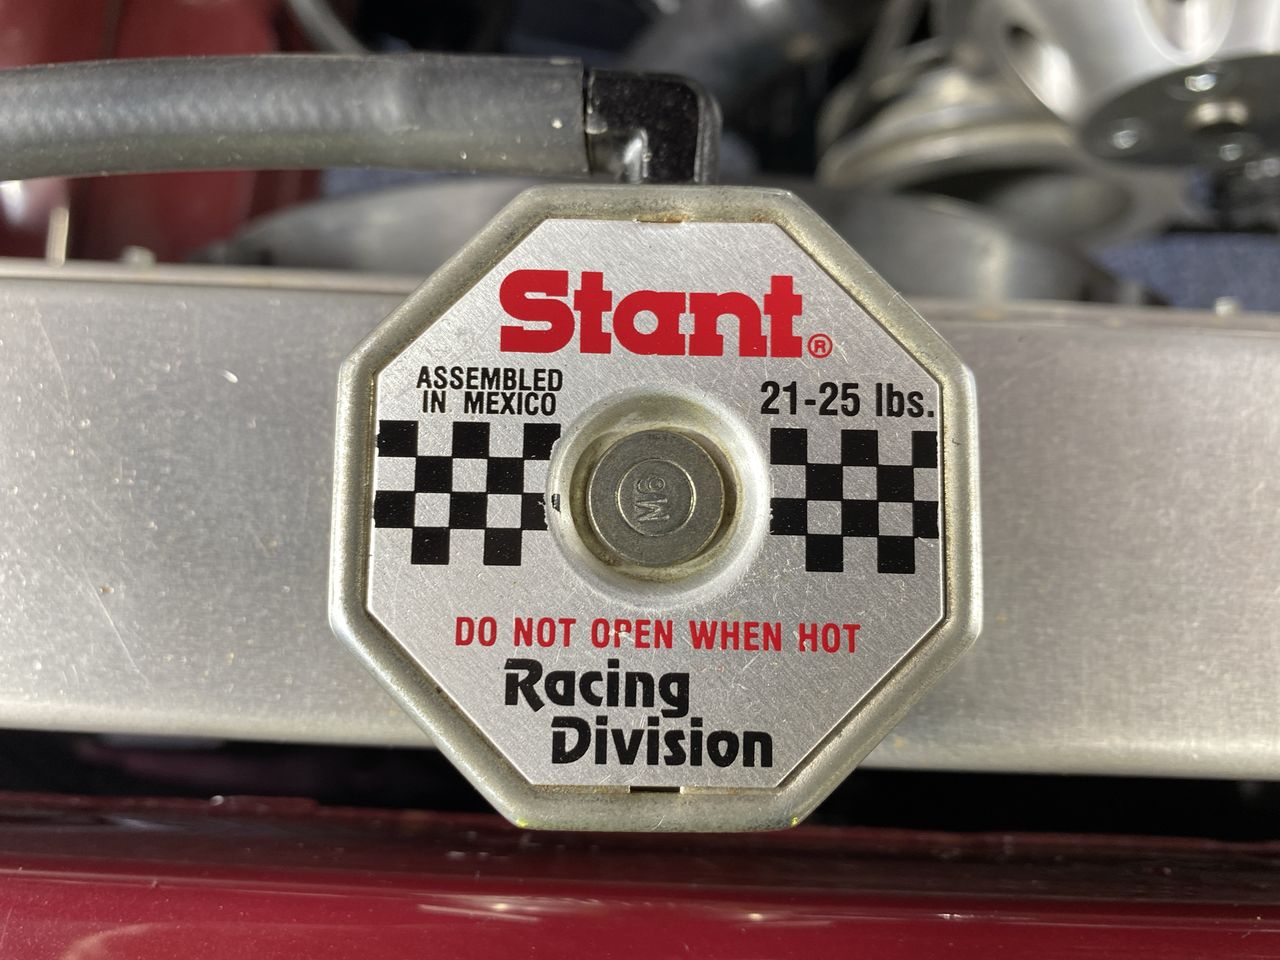 Stant®
ASSEMBLED
IN MEXICO
21-25 lbs.
M6
DO NOT OPEN WHEN HOT
Racing
Division